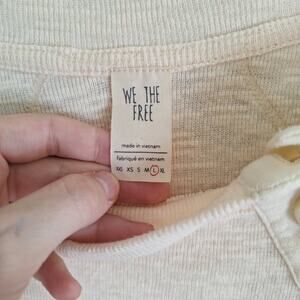 WE THE
FREE
made in vietnam
Fabriqué en vietnam
XXS XS S M L XL